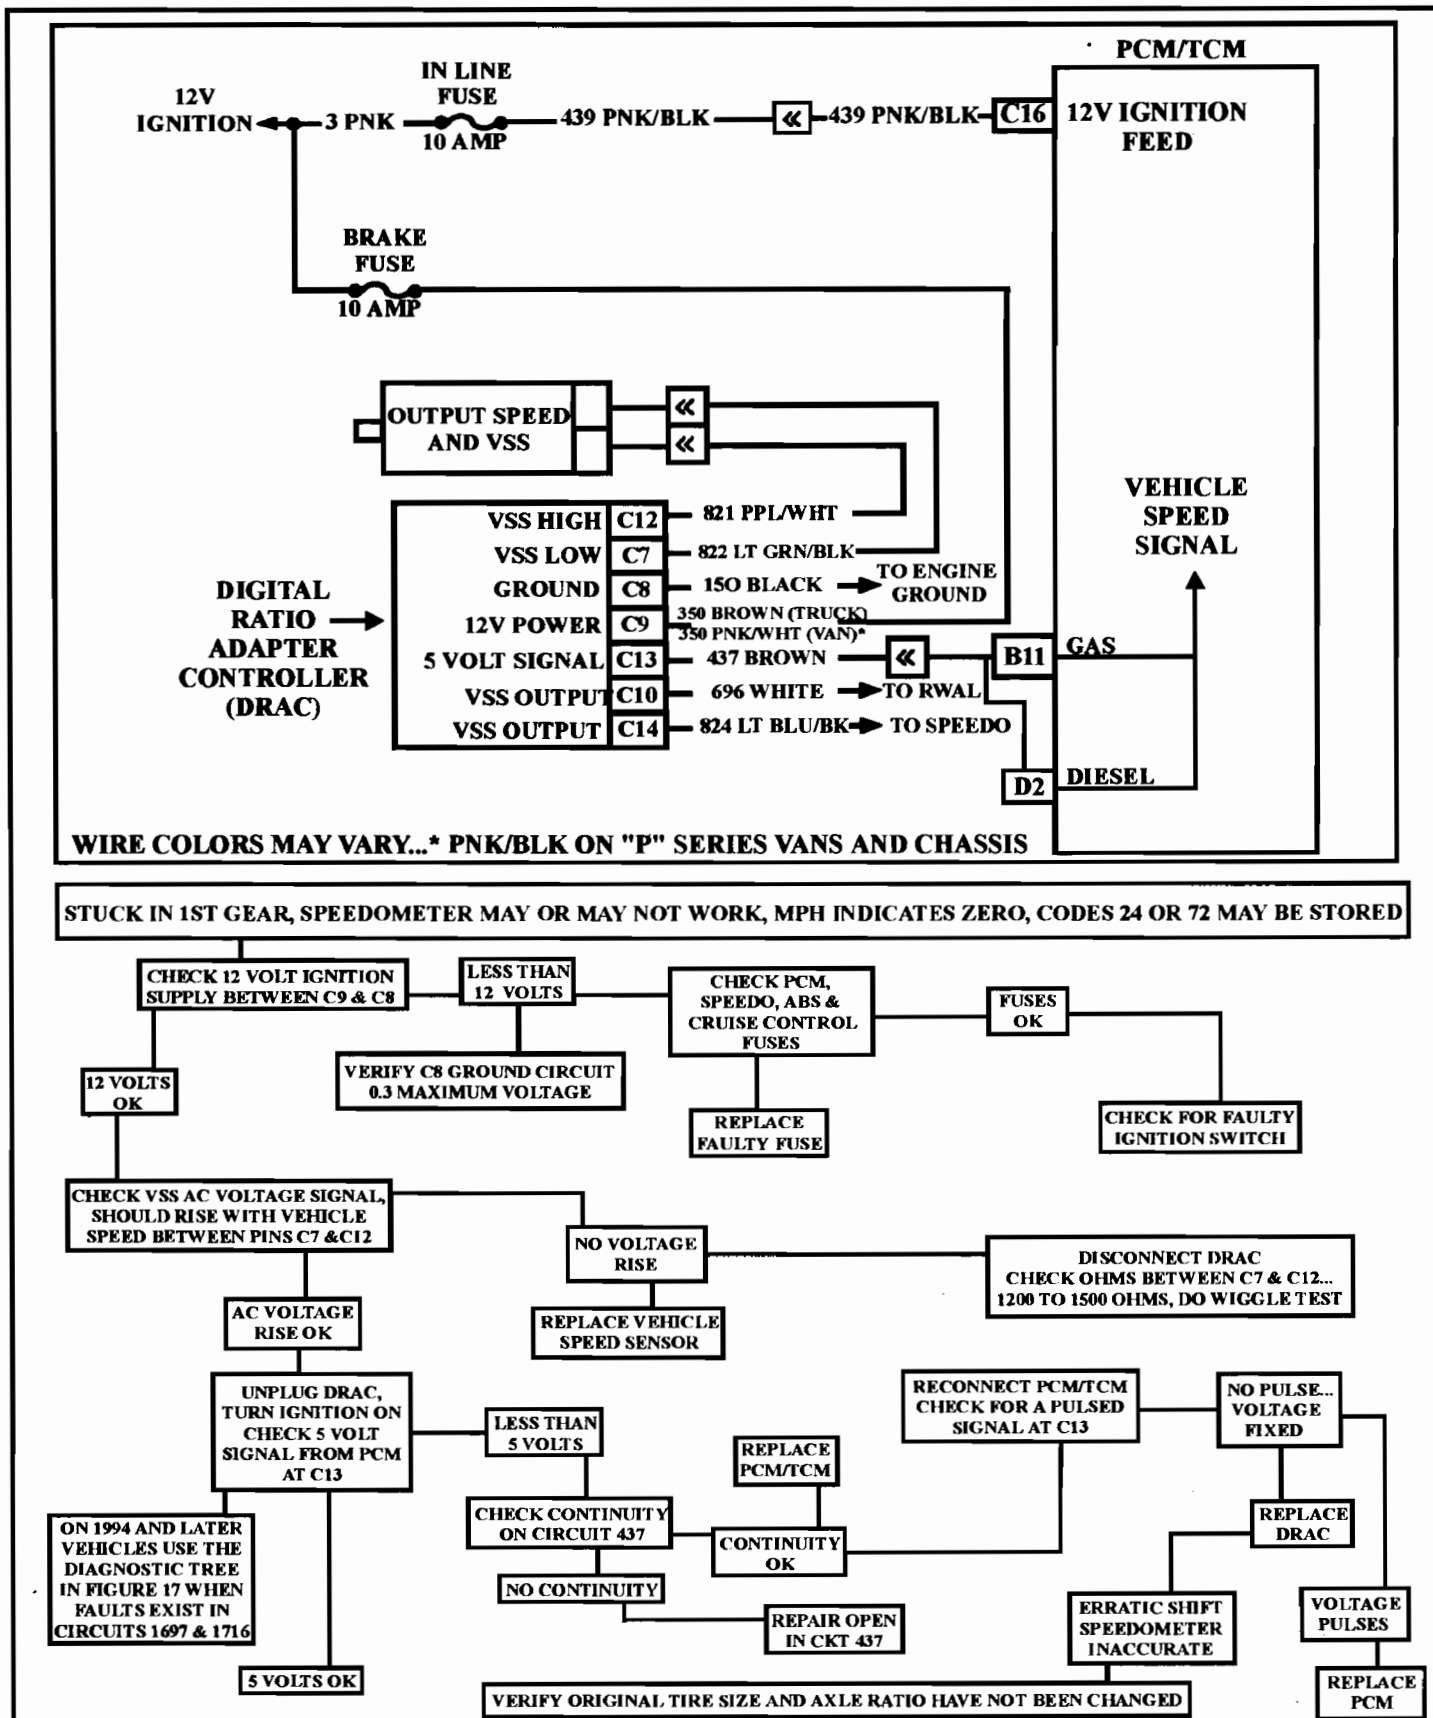 PCM/TCM
12V
IGNITION
3 PNK
IN LINE
FUSE
10 AMP
439 PNK/BLK
«
439 PNK/BLK
C16
12V IGNITION
FEED
BRAKE
FUSE
10 AMP
OUTPUT SPEED
AND VSS
«
«
VEHICLE
SPEED
SIGNAL
DIGITAL
RATIO
ADAPTER
CONTROLLER
(DRAC)
VSS HIGH C12 821 PPL/WHT
VSS LOW C7 822 LT GRN/BLK
GROUND C8 150 BLACK TO ENGINE
GROUND
12V POWER C9 350 BROWN (TRUCK)
350 PNK/WHT (VAN)*
5 VOLT SIGNAL C13 437 BROWN « B11 GAS
VSS OUTPUT C10 696 WHITE TO RWAL
VSS OUTPUT C14 824 LT BLU/BK TO SPEEDO
D2 DIESEL
WIRE COLORS MAY VARY...* PNK/BLK ON "P" SERIES VANS AND CHASSIS
STUCK IN 1ST GEAR, SPEEDOMETER MAY OR MAY NOT WORK, MPH INDICATES ZERO, CODES 24 OR 72 MAY BE STORED
CHECK 12 VOLT IGNITION
SUPPLY BETWEEN C9 & C8
LESS THAN
12 VOLTS
CHECK PCM,
SPEEDO, ABS &
CRUISE CONTROL
FUSES
FUSES
OK
12 VOLTS
OK
VERIFY C8 GROUND CIRCUIT
0.3 MAXIMUM VOLTAGE
REPLACE
FAULTY FUSE
CHECK FOR FAULTY
IGNITION SWITCH
CHECK VSS AC VOLTAGE SIGNAL,
SHOULD RISE WITH VEHICLE
SPEED BETWEEN PINS C7 &C12
NO VOLTAGE
RISE
DISCONNECT DRAC
CHECK OHMS BETWEEN C7 & C12...
1200 TO 1500 OHMS, DO WIGGLE TEST
AC VOLTAGE
RISE OK
REPLACE VEHICLE
SPEED SENSOR
UNPLUG DRAC,
TURN IGNITION ON
CHECK 5 VOLT
SIGNAL FROM PCM
AT C13
LESS THAN
5 VOLTS
REPLACE
PCM/TCM
RECONNECT PCM/TCM
CHECK FOR A PULSED
SIGNAL AT C13
NO PULSE...
VOLTAGE
FIXED
CHECK CONTINUITY
ON CIRCUIT 437
CONTINUITY
OK
REPLACE
DRAC
ON 1994 AND LATER
VEHICLES USE THE
DIAGNOSTIC TREE
IN FIGURE 17 WHEN
FAULTS EXIST IN
CIRCUITS 1697 & 1716
NO CONTINUITY
REPAIR OPEN
IN CKT 437
ERRATIC SHIFT
SPEEDOMETER
INACCURATE
VOLTAGE
PULSES
5 VOLTS OK
VERIFY ORIGINAL TIRE SIZE AND AXLE RATIO HAVE NOT BEEN CHANGED
REPLACE
PCM